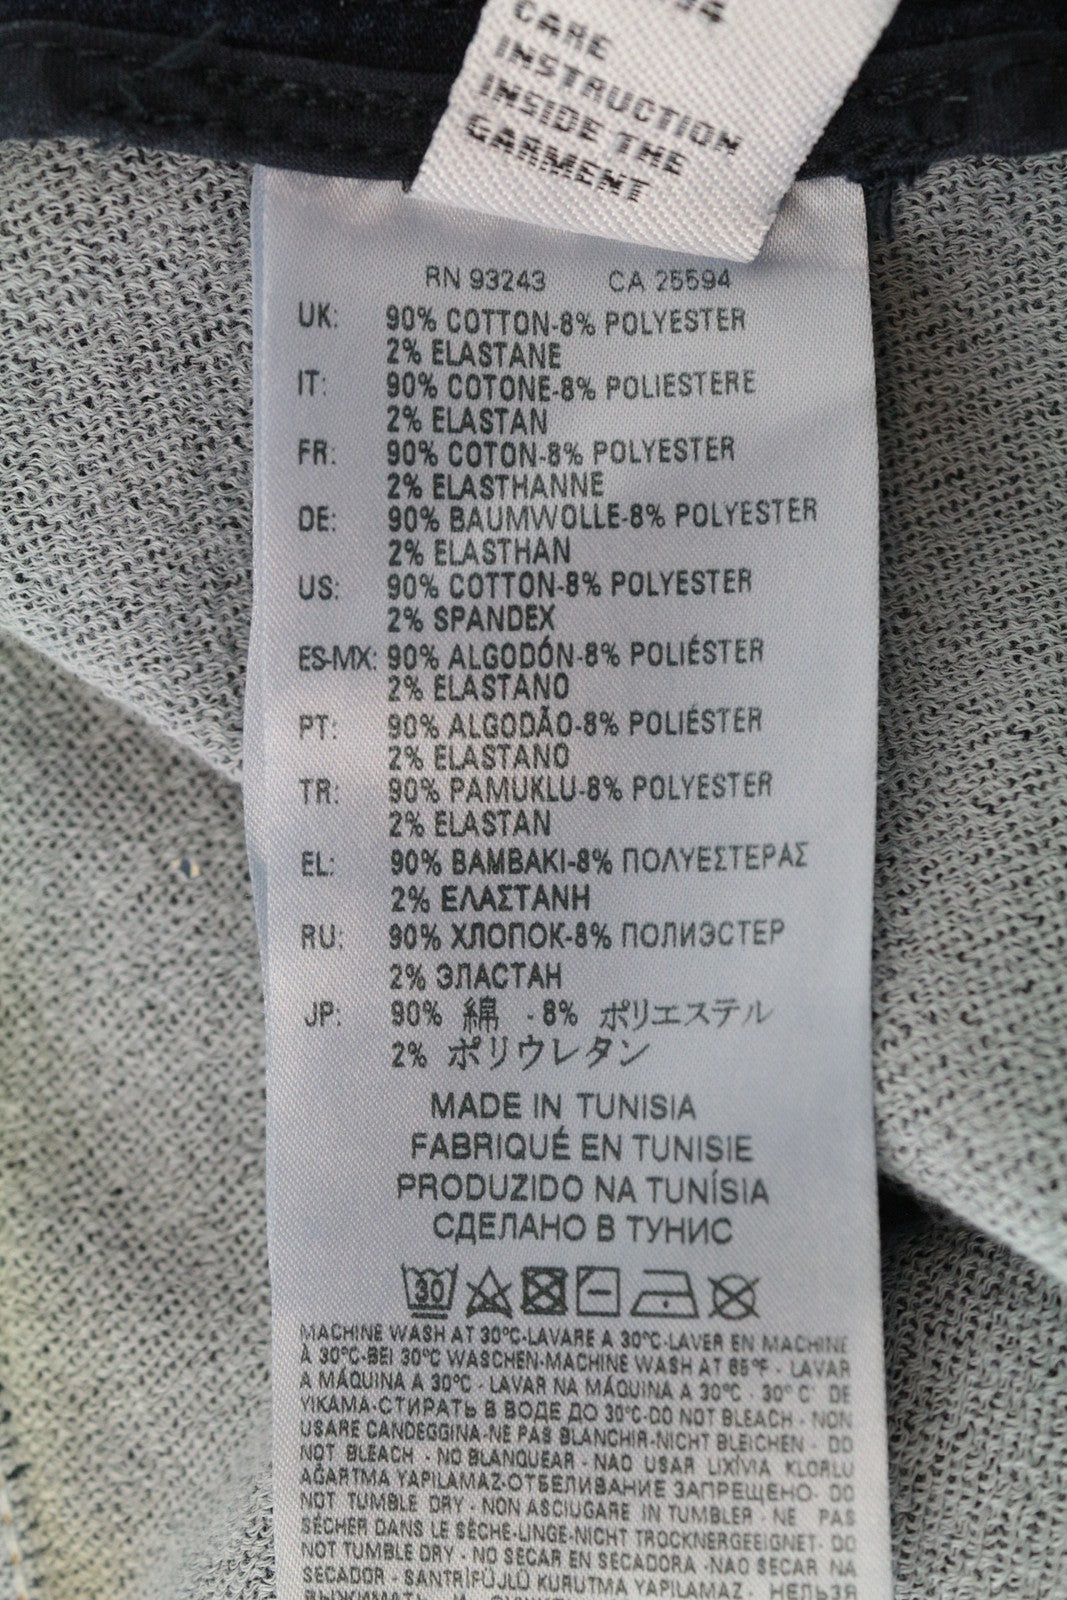 CARE
INSTRUCTION
INSIDE THE
GARMENT
RN 93243 CA 25594
UK: 90% COTTON-8% POLYESTER
2% ELASTANE
IT: 90% COTONE-8% POLIESTERE
2% ELASTAN
FR: 90% COTON-8% POLYESTER
2% ELASTHANNE
DE: 90% BAUMWOLLE-8% POLYESTER
2% ELASTHAN
US: 90% COTTON-8% POLYESTER
2% SPANDEX
ES-MX: 90% ALGODÓN-8% POLIÉSTER
2% ELASTANO
PT: 90% ALGODÃO-8% POLIÉSTER
2% ELASTANO
TR: 90% PAMUKLU-8% POLYESTER
2% ELASTAN
EL: 90% ΒΑΜΒΑΚΙ-8% ΠΟΛΥΕΣΤΕΡΑΣ
2% ΕΛΑΣΤΑΝΗ
RU: 90% ХЛОПОК-8% ПОЛИЭСТЕР
2% ЭЛАСТАН
JP: 90% 綿 - 8% ポリエステル
2% ポリウレタン
MADE IN TUNISIA
FABRIQUÉ EN TUNISIE
PRODUZIDO NA TUNÍSIA
СДЕЛАНО В ТУНИС
30
MACHINE WASH AT 30°C-LAVARE A 30°C-LAVER EN MACHINE
À 30°C-BEI 30°C WASCHEN-MACHINE WASH AT 85°F - LAVAR
A MÁQUINA A 30°C - LAVAR NA MÁQUINA A 30°C - 30° C' DE
YIKAMA-СТИРАТЬ В ВОДЕ ДО 30°C-DO NOT BLEACH - NON
USARE CANDEGGINA-NE PAS BLANCHIR-NICHT BLEICHEN - DO
NOT BLEACH - NO BLANQUEAR - NAO USAR LIXÍVIA KLORLU
AĞARTMA YAPILAMAZ-ОТБЕЛИВАНИЕ ЗАПРЕЩЕНО- DO
NOT TUMBLE DRY - NON ASCIUGARE IN TUMBLER - NE PAS
SÉCHER DANS LE SÈCHE-LINGE-NICHT TROCKNERGEEIGNET- DO
NOT TUMBLE DRY - NO SECAR EN SECADORA -NAO SECAR NA
SECADOR - SANTRİFÜJLÜ KURUTMA YAPILAMAZ - НЕЛЬЗЯ